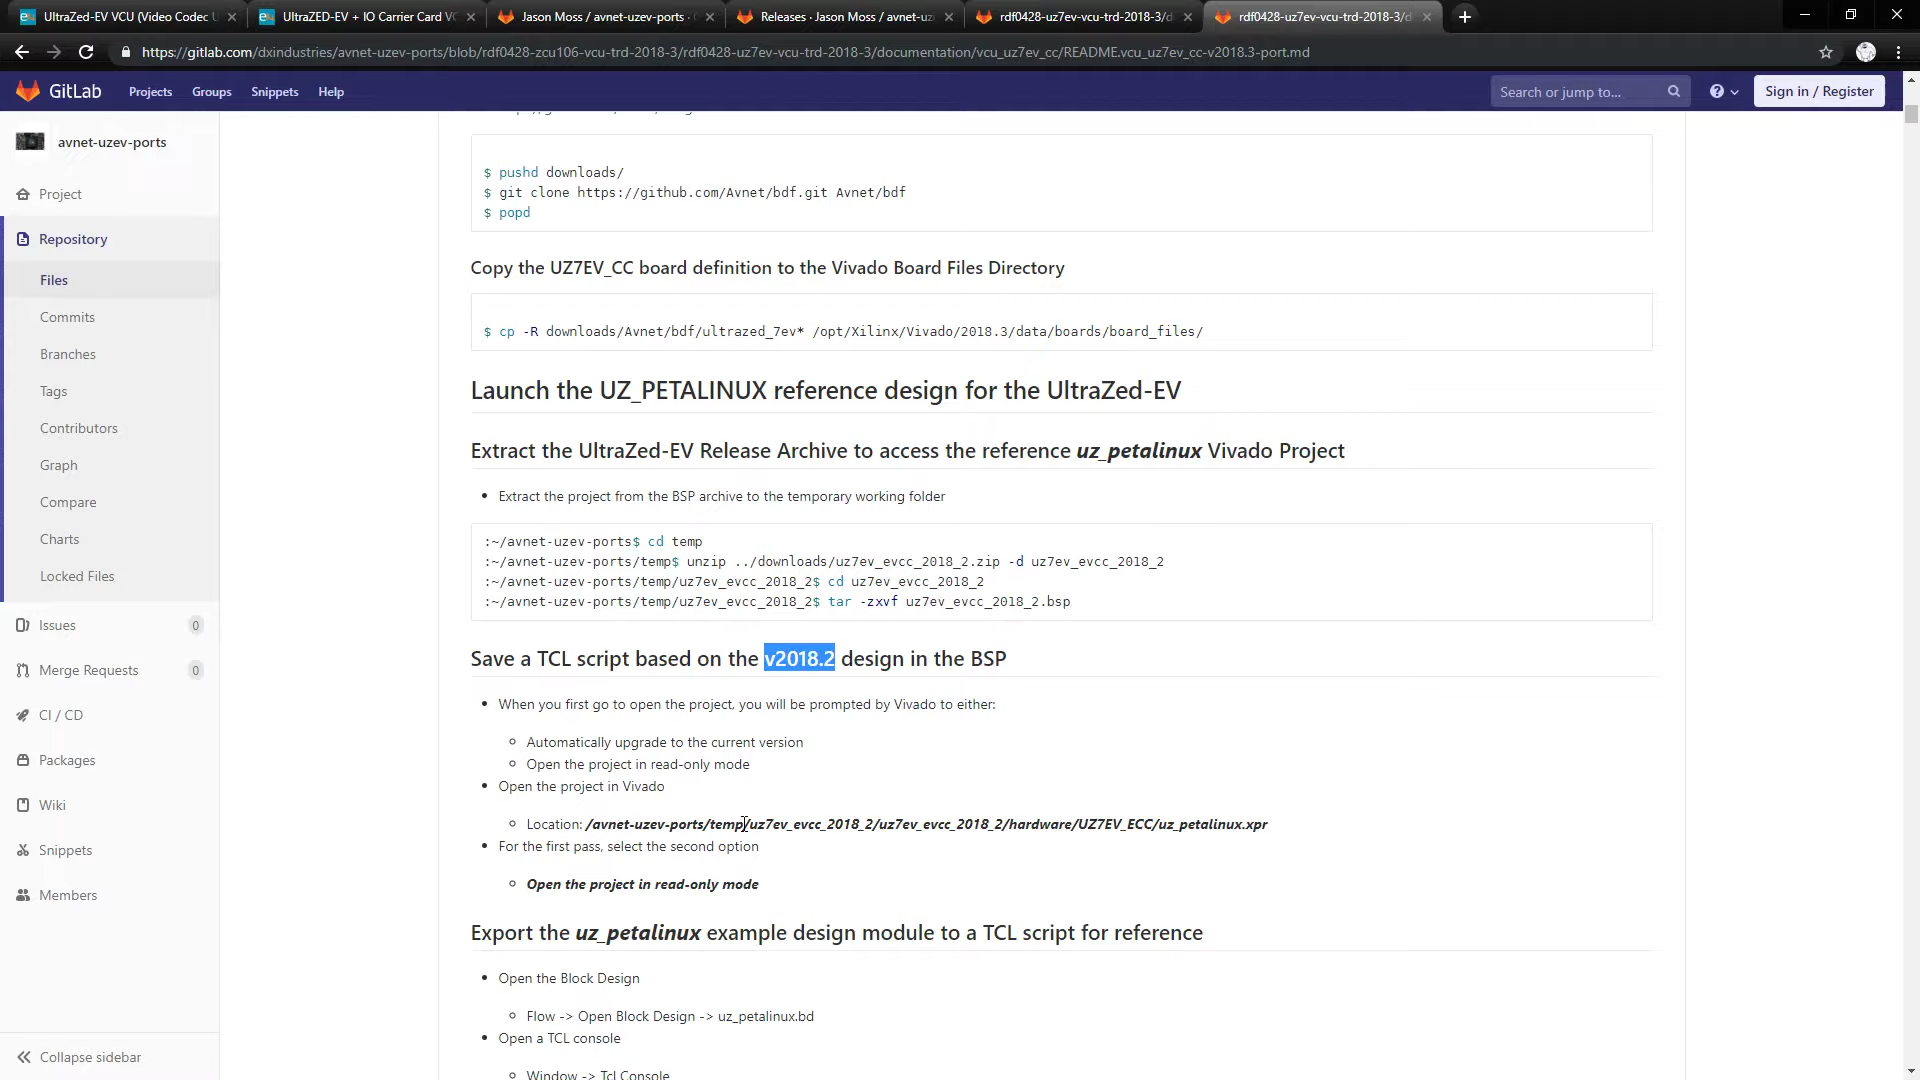 UltraZed-EV VCU (Video Codec U
UltraZED-EV + IO Carrier Card VC
Jason Moss / avnet-uzev-ports ·
Releases · Jason Moss / avnet-uz
rdf0428-uz7ev-vcu-trd-2018-3/d
rdf0428-uz7ev-vcu-trd-2018-3/d
https://gitlab.com/dxindustries/avnet-uzev-ports/blob/rdf0428-zcu106-vcu-trd-2018-3/rdf0428-uz7ev-vcu-trd-2018-3/documentation/vcu_uz7ev_cc/README.vcu_uz7ev_cc-v2018.3-port.md
GitLab
Projects
Groups
Snippets
Help
Search or jump to...
Sign in / Register
avnet-uzev-ports
Project
Repository
Files
Commits
Branches
Tags
Contributors
Graph
Compare
Charts
Locked Files
Issues 0
Merge Requests 0
CI / CD
Packages
Wiki
Snippets
Members
Collapse sidebar
$ pushd downloads/
$ git clone https://github.com/Avnet/bdf.git Avnet/bdf
$ popd
Copy the UZ7EV_CC board definition to the Vivado Board Files Directory
$ cp -R downloads/Avnet/bdf/ultrazed_7ev* /opt/Xilinx/Vivado/2018.3/data/boards/board_files/
Launch the UZ_PETALINUX reference design for the UltraZed-EV
Extract the UltraZed-EV Release Archive to access the reference uz_petalinux Vivado Project
• Extract the project from the BSP archive to the temporary working folder
:~/avnet-uzev-ports$ cd temp
:~/avnet-uzev-ports/temp$ unzip ../downloads/uz7ev_evcc_2018_2.zip -d uz7ev_evcc_2018_2
:~/avnet-uzev-ports/temp/uz7ev_evcc_2018_2$ cd uz7ev_evcc_2018_2
:~/avnet-uzev-ports/temp/uz7ev_evcc_2018_2$ tar -zxvf uz7ev_evcc_2018_2.bsp
Save a TCL script based on the v2018.2 design in the BSP
• When you first go to open the project, you will be prompted by Vivado to either:
◦ Automatically upgrade to the current version
◦ Open the project in read-only mode
• Open the project in Vivado
◦ Location: /avnet-uzev-ports/temp/uz7ev_evcc_2018_2/uz7ev_evcc_2018_2/hardware/UZ7EV_ECC/uz_petalinux.xpr
• For the first pass, select the second option
◦ Open the project in read-only mode
Export the uz_petalinux example design module to a TCL script for reference
• Open the Block Design
◦ Flow -> Open Block Design -> uz_petalinux.bd
• Open a TCL console
◦ Window -> Tcl Console